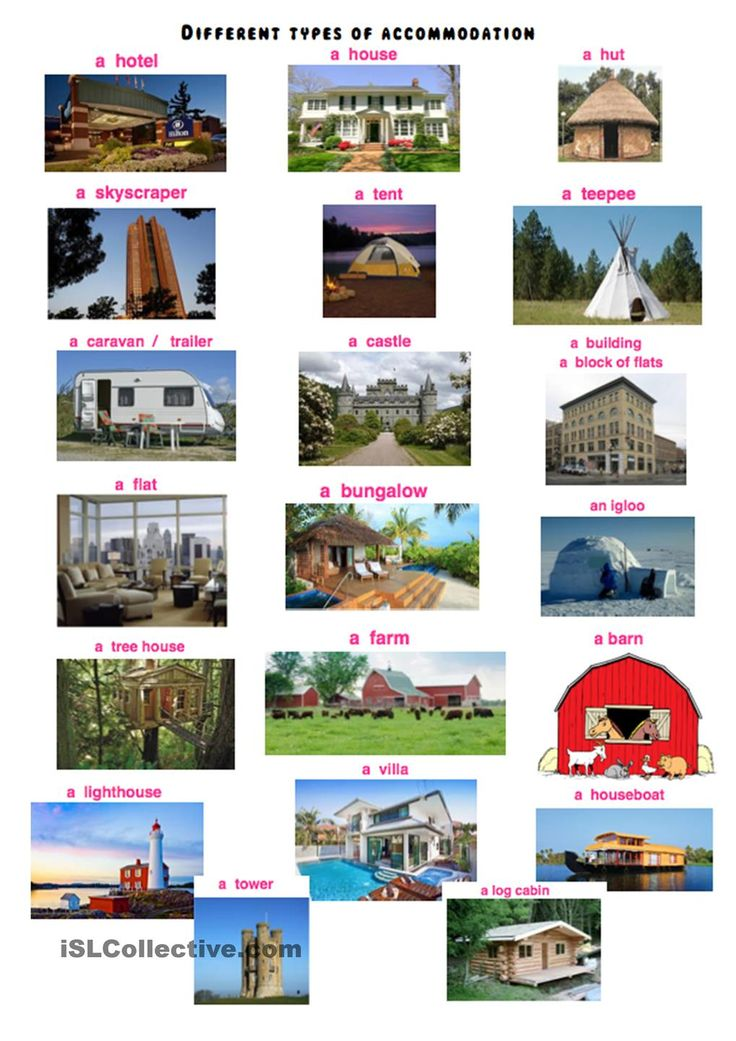 DIFFERENT TYPES OF ACCOMMODATION
a hotel
a house
a hut
Hilton
a skyscraper
a tent
a teepee
a caravan / trailer
a castle
a building
a block of flats
a flat
a bungalow
an igloo
a tree house
a farm
a barn
a lighthouse
a villa
a houseboat
a tower
a log cabin
iSLCollective.com